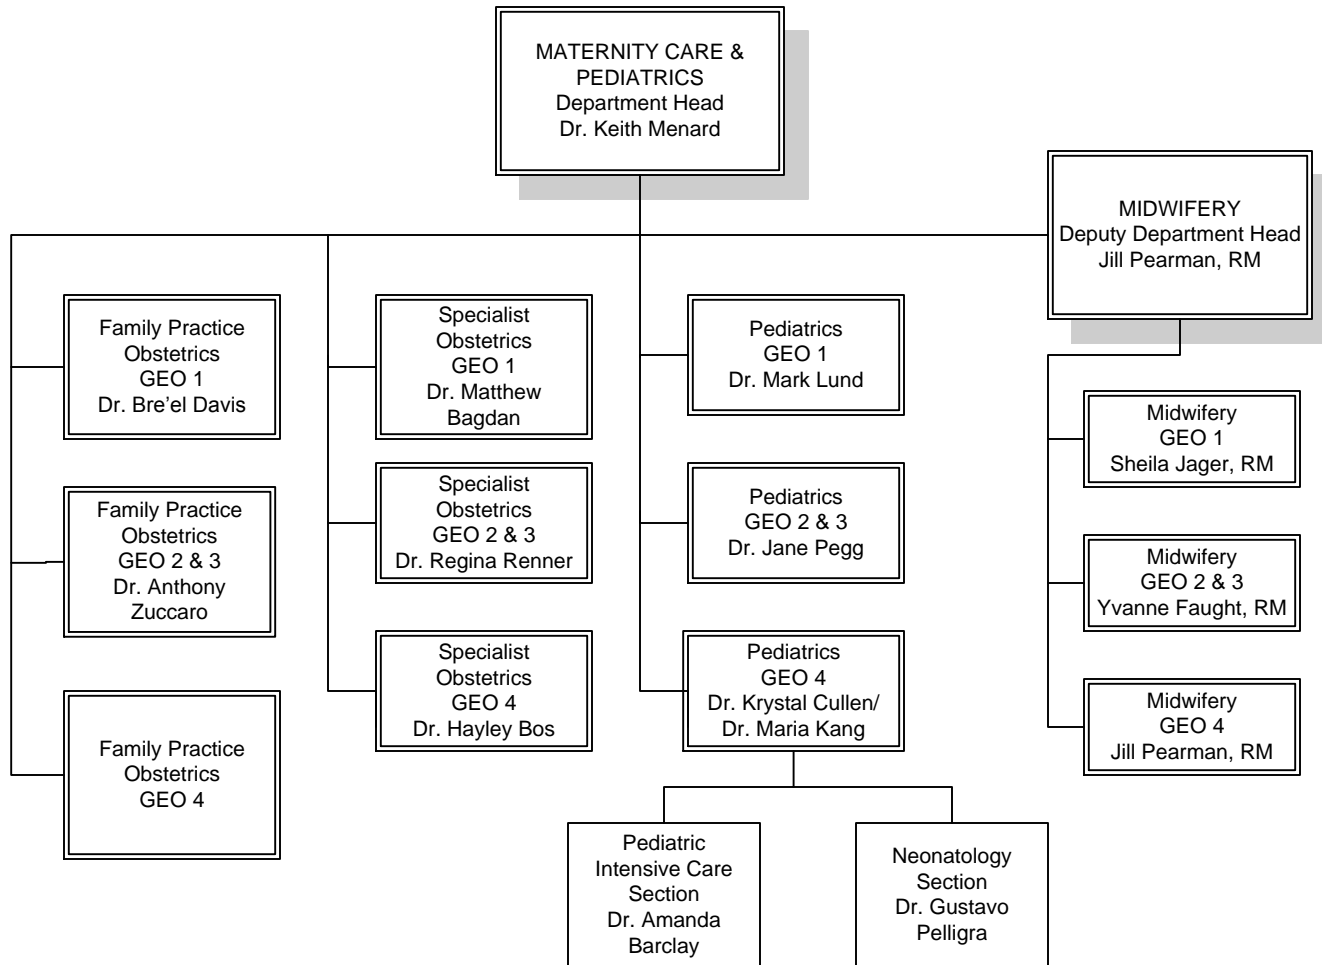 MATERNITY CARE &
PEDIATRICS
Department Head
Dr. Keith Menard
MIDWIFERY
Deputy Department Head
Jill Pearman, RM
Family Practice
Obstetrics
GEO 1
Dr. Bre’el Davis
Specialist
Obstetrics
GEO 1
Dr. Matthew
Bagdan
Pediatrics
GEO 1
Dr. Mark Lund
Midwifery
GEO 1
Sheila Jager, RM
Family Practice
Obstetrics
GEO 2 & 3
Dr. Anthony
Zuccaro
Specialist
Obstetrics
GEO 2 & 3
Dr. Regina Renner
Pediatrics
GEO 2 & 3
Dr. Jane Pegg
Midwifery
GEO 2 & 3
Yvanne Faught, RM
Family Practice
Obstetrics
GEO 4
Specialist
Obstetrics
GEO 4
Dr. Hayley Bos
Pediatrics
GEO 4
Dr. Krystal Cullen/
Dr. Maria Kang
Midwifery
GEO 4
Jill Pearman, RM
Pediatric
Intensive Care
Section
Dr. Amanda
Barclay
Neonatology
Section
Dr. Gustavo
Pelligra